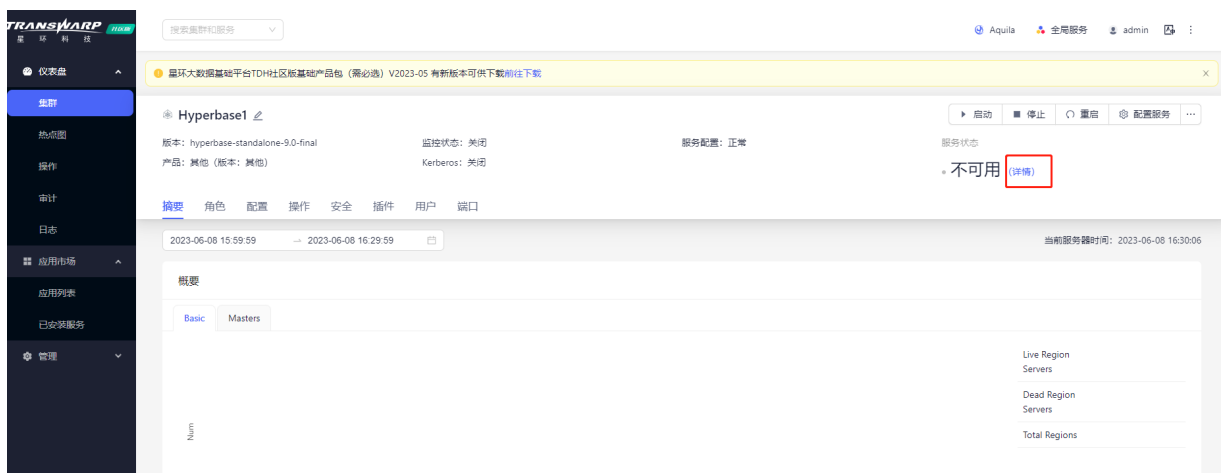 TRANSWARP 社区版
星 环 科 技
搜索集群和服务
Aquila 全局服务 admin
仪表盘
集群
热点图
操作
审计
日志
应用市场
应用列表
已安装服务
管理
星环大数据基础平台TDH社区版基础产品包（需必选）V2023-05 有新版本可供下载前往下载
Hyperbase1
启动 停止 重启 配置服务 ···
版本: hyperbase-standalone-9.0-final 监控状态: 关闭 服务配置: 正常 服务状态
产品: 其他（版本: 其他） Kerberos: 关闭
不可用 (详情)
摘要 角色 配置 操作 安全 插件 用户 端口
2023-06-08 15:59:59 → 2023-06-08 16:29:59
当前服务器时间: 2023-06-08 16:30:06
概要
Basic Masters
Num
Live Region
Servers
Dead Region
Servers
Total Regions